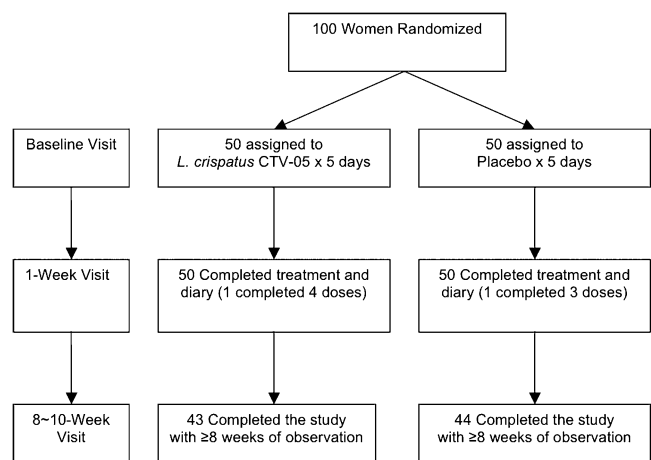 100 Women Randomized
Baseline Visit
50 assigned to
L. crispatus CTV-05 x 5 days
50 assigned to
Placebo x 5 days
1-Week Visit
50 Completed treatment and
diary (1 completed 4 doses)
50 Completed treatment and
diary (1 completed 3 doses)
8~10-Week
Visit
43 Completed the study
with ≥8 weeks of observation
44 Completed the study
with ≥8 weeks of observation